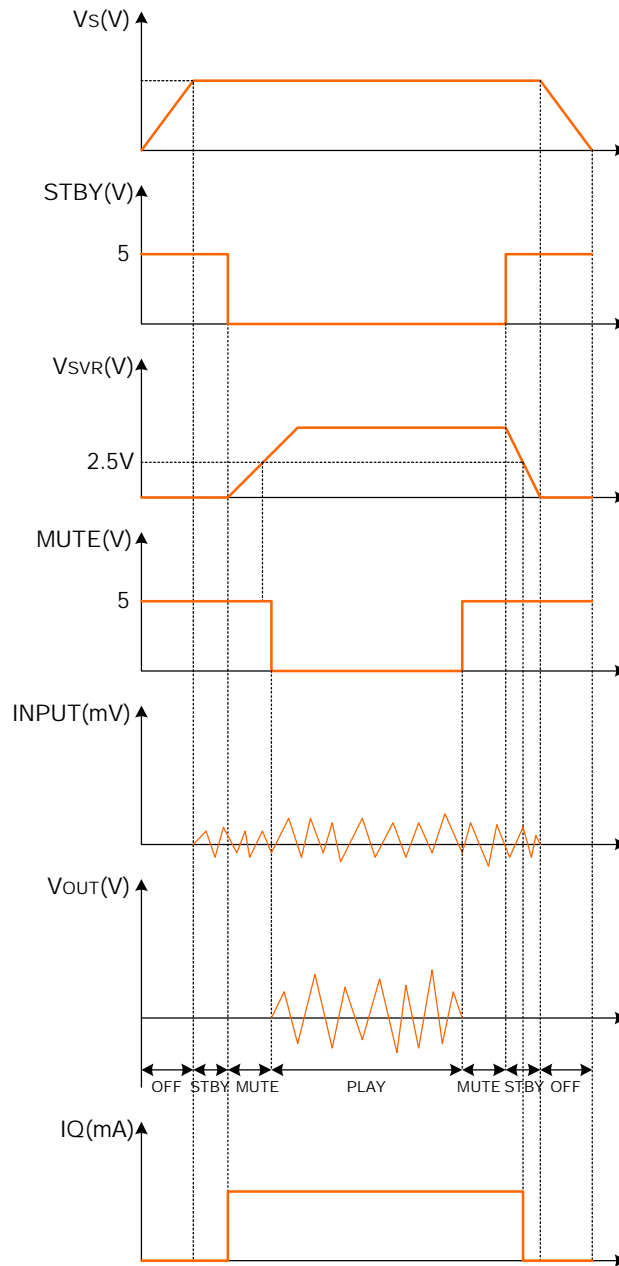 VS(V)
STBY(V)
5
VSVR(V)
2.5V
MUTE(V)
5
INPUT(mV)
VOUT(V)
OFF STBY MUTE PLAY MUTE STBY OFF
IQ(mA)